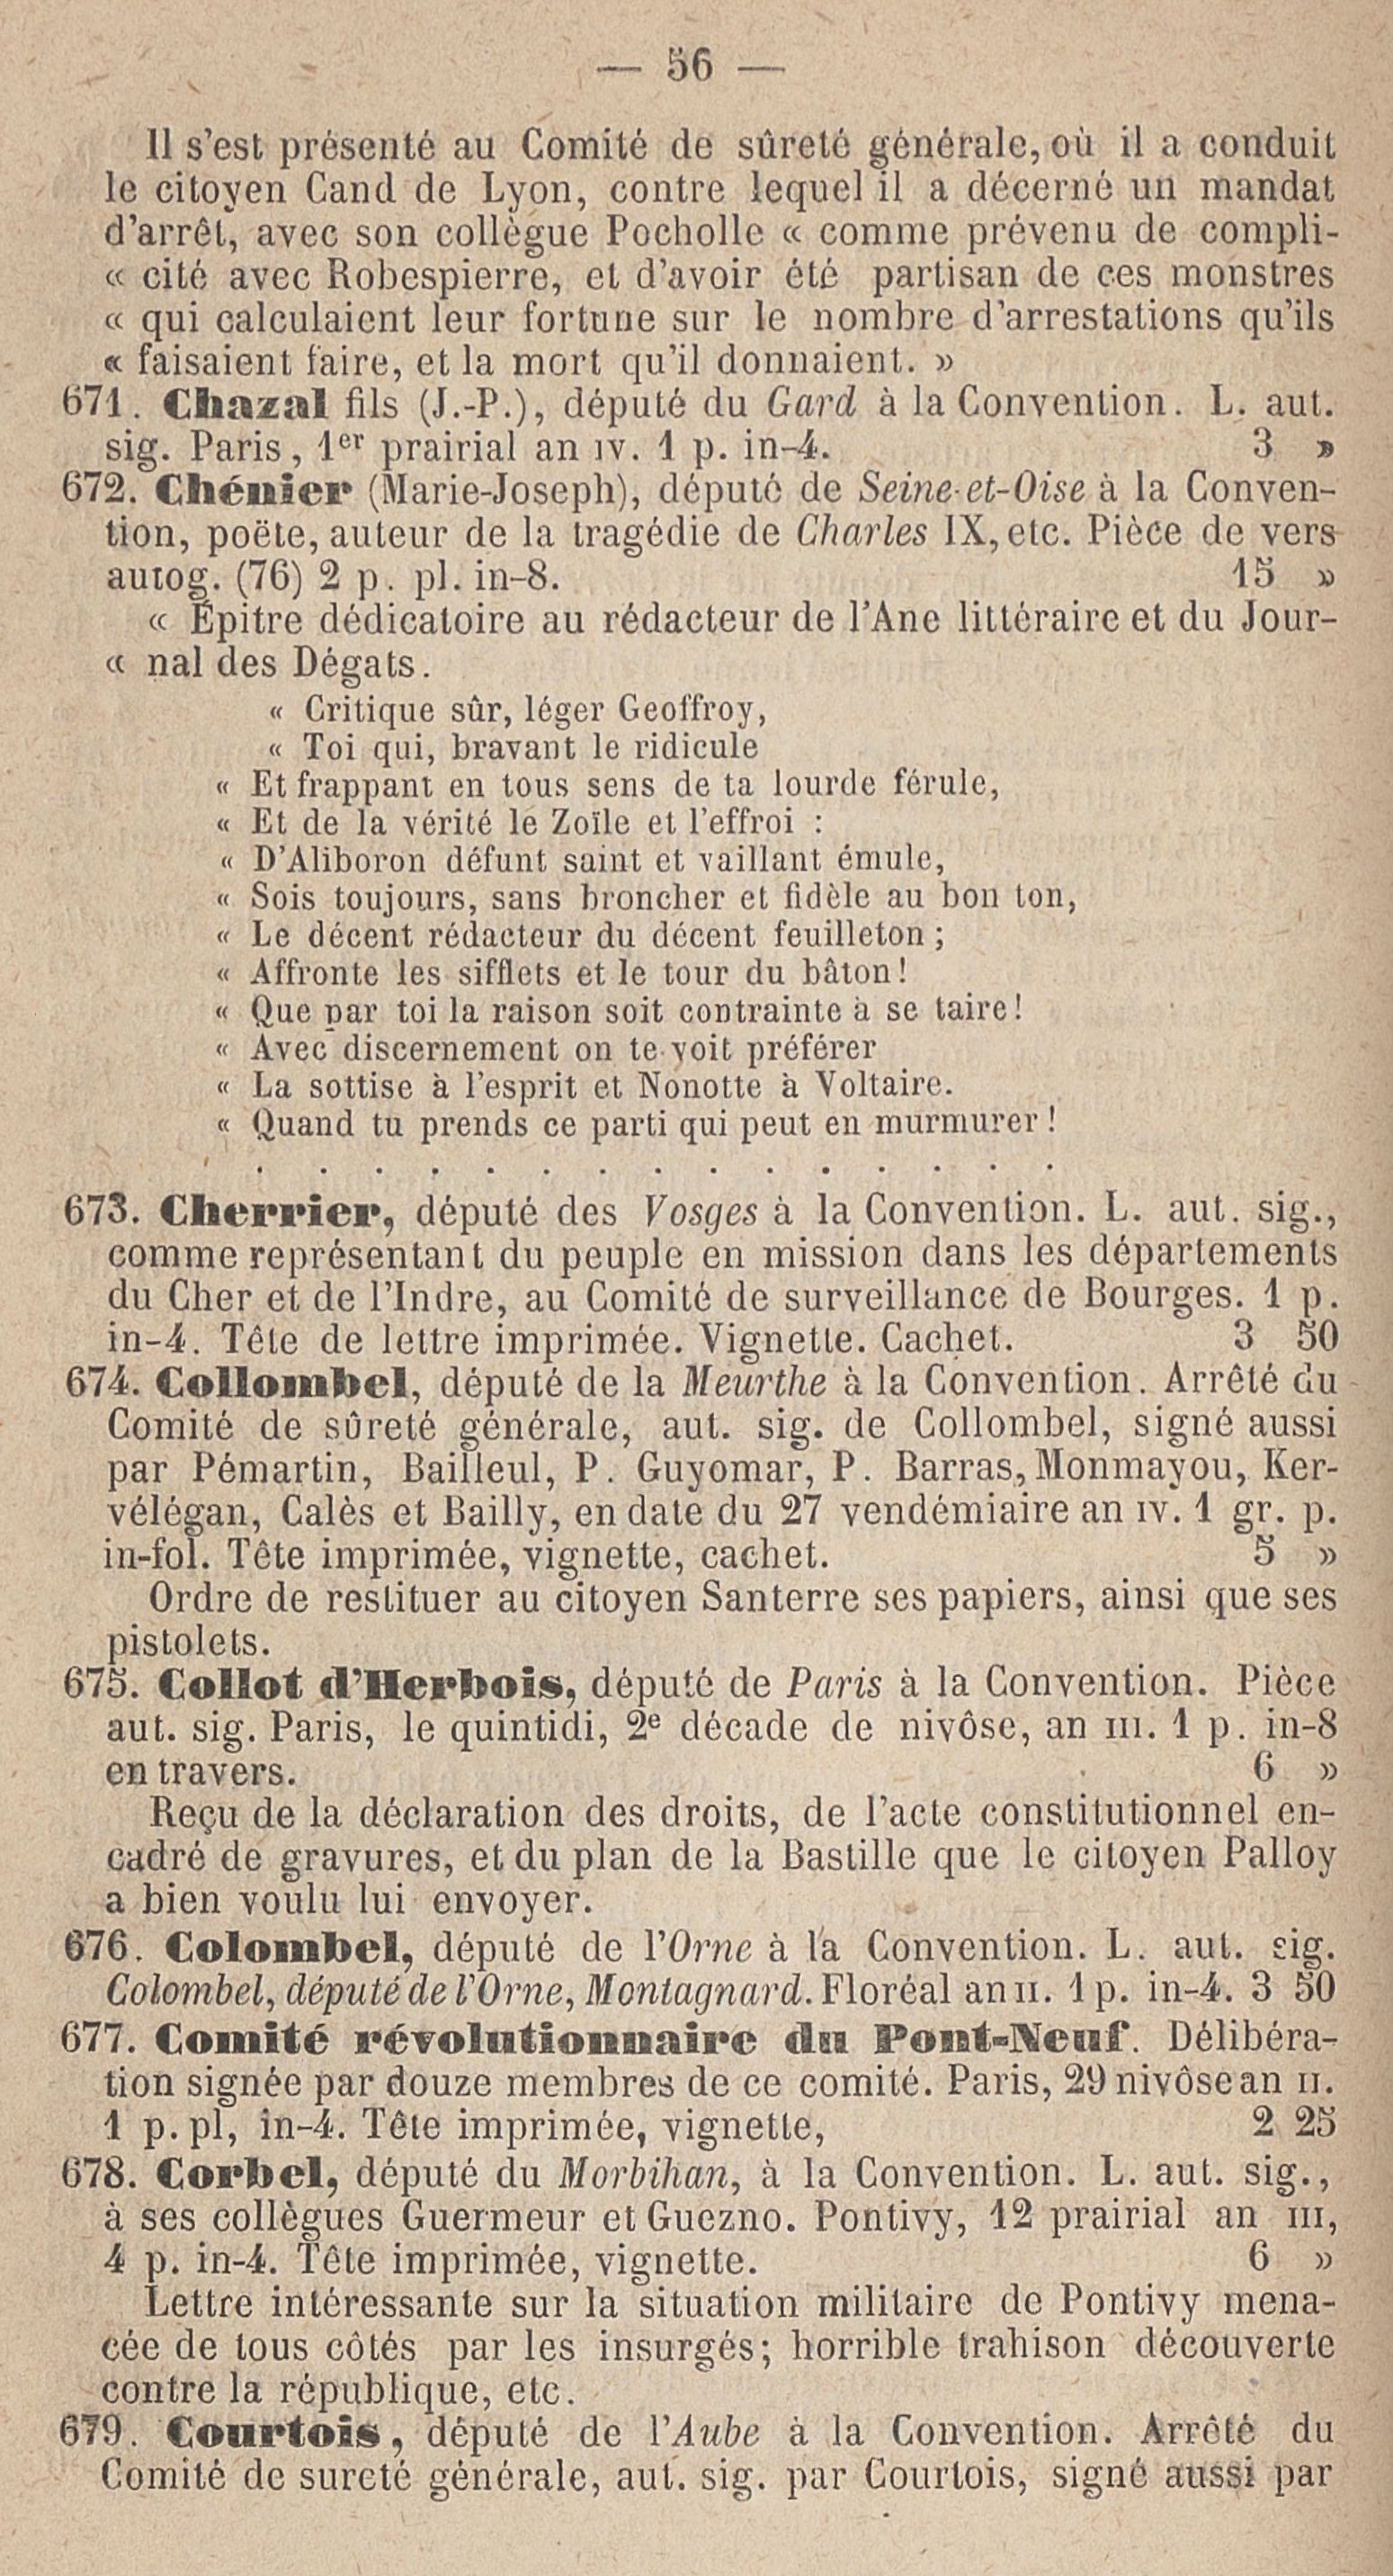 — 56 —
Il s'est présenté au Comité de sûreté générale, où il a conduit
le citoyen Cand de Lyon, contre lequel il a décerné un mandat
d'arrêt, avec son collègue Pocholle « comme prévenu de compli-
« cité avec Robespierre, et d'avoir été partisan de ces monstres
« qui calculaient leur fortune sur le nombre d'arrestations qu'ils
« faisaient faire, et la mort qu'il donnaient. »
671. Chazal fils (J.-P.), député du Gard à la Convention. L. aut.
sig. Paris, 1er prairial an IV. 1 p. in-4. 3 »
672. Chénier (Marie-Joseph), député de Seine-et-Oise à la Conven-
tion, poëte, auteur de la tragédie de Charles IX, etc. Pièce de vers
autog. (76) 2 p. pl. in-8. 15 »
« Épitre dédicatoire au rédacteur de l'Ane littéraire et du Jour-
« nal des Dégats.
« Critique sûr, léger Geoffroy,
« Toi qui, bravant le ridicule
« Et frappant en tous sens de ta lourde férule,
« Et de la vérité le Zoïle et l'effroi :
« D'Aliboron défunt saint et vaillant émule,
« Sois toujours, sans broncher et fidèle au bon ton,
« Le décent rédacteur du décent feuilleton ;
« Affronte les sifflets et le tour du bâton!
« Que par toi la raison soit contrainte à se taire!
« Avec discernement on te voit préférer
« La sottise à l'esprit et Nonotte à Voltaire.
« Quand tu prends ce parti qui peut en murmurer !
. . . . . . . . . . . . . . .
673. Cherrier, député des Vosges à la Convention. L. aut. sig.,
comme représentant du peuple en mission dans les départements
du Cher et de l'Indre, au Comité de surveillance de Bourges. 1 p.
in-4. Tête de lettre imprimée. Vignette. Cachet. 3 50
674. Collombel, député de la Meurthe à la Convention. Arrêté du
Comité de sûreté générale, aut. sig. de Collombel, signé aussi
par Pémartin, Bailleul, P. Guyomar, P. Barras, Monmayou, Ker-
vélégan, Calès et Bailly, en date du 27 vendémiaire an IV. 1 gr. p.
in-fol. Tête imprimée, vignette, cachet. 5 »
Ordre de restituer au citoyen Santerre ses papiers, ainsi que ses
pistolets.
675. Collot d'Herbois, député de Paris à la Convention. Pièce
aut. sig. Paris, le quintidi, 2e décade de nivôse, an III. 1 p. in-8
en travers. 6 »
Reçu de la déclaration des droits, de l'acte constitutionnel en-
cadré de gravures, et du plan de la Bastille que le citoyen Palloy
a bien voulu lui envoyer.
676. Colombel, député de l'Orne à la Convention. L. aut. sig.
Colombel, député de l'Orne, Montagnard. Floréal an II. 1 p. in-4. 3 50
677. Comité révolutionnaire du Pont-Neuf. Délibéra-
tion signée par douze membres de ce comité. Paris, 29 nivôse an II.
1 p. pl, in-4. Tête imprimée, vignette, 2 25
678. Corbel, député du Morbihan, à la Convention. L. aut. sig.,
à ses collègues Guermeur et Guezno. Pontivy, 12 prairial an III,
4 p. in-4. Tête imprimée, vignette. 6 »
Lettre intéressante sur la situation militaire de Pontivy mena-
cée de tous côtés par les insurgés; horrible trahison découverte
contre la république, etc.
679. Courtois, député de l'Aube à la Convention. Arrêté du
Comité de sureté générale, aut. sig. par Courtois, signé aussi par